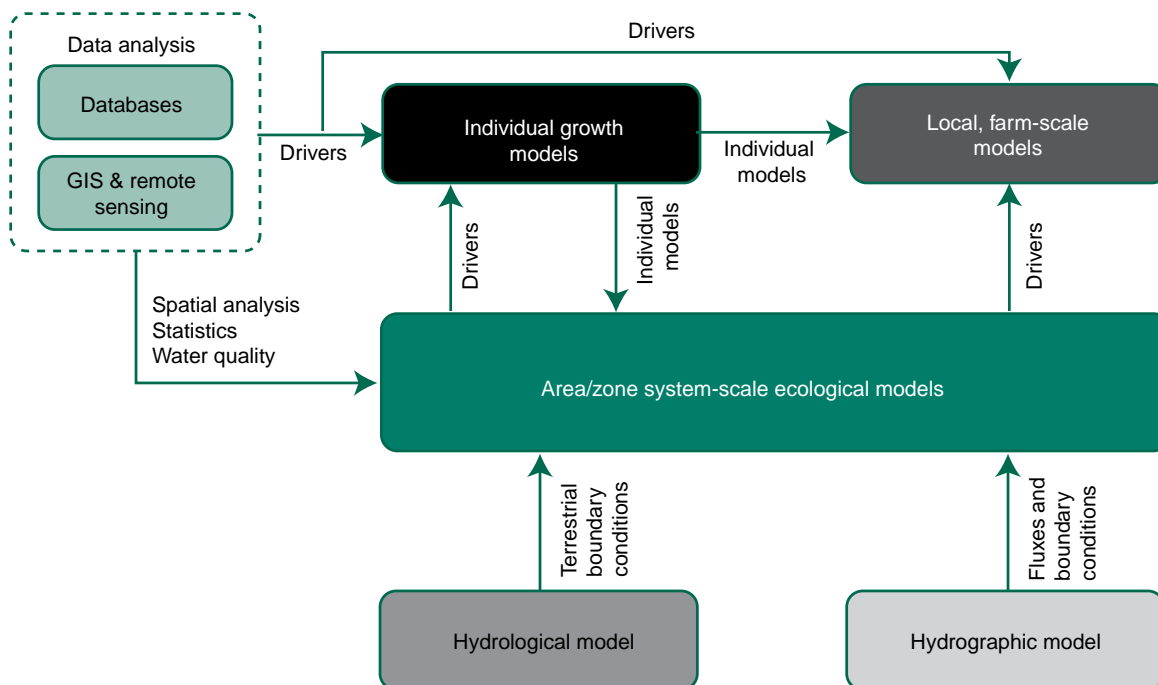 Drivers
Data analysis
Databases
GIS & remote
sensing
Drivers
Individual growth
models
Individual
models
Local, farm-scale
models
Drivers
Individual
models
Drivers
Spatial analysis
Statistics
Water quality
Area/zone system-scale ecological models
Terrestrial
boundary
conditions
Fluxes and
boundary
conditions
Hydrological model
Hydrographic model